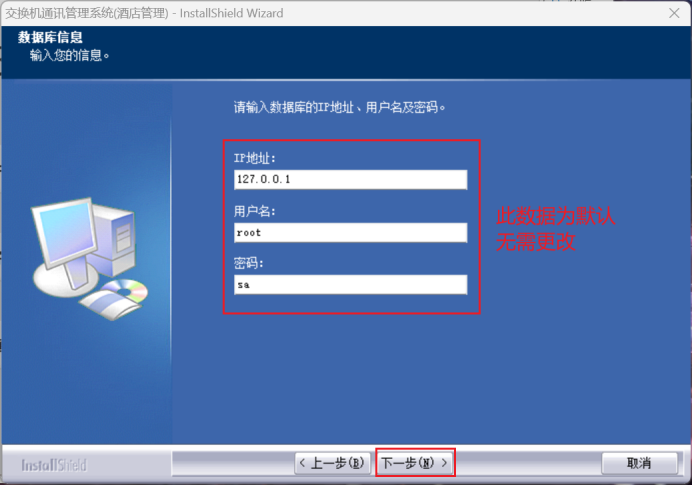 交换机通讯管理系统(酒店管理) - InstallShield Wizard
数据库信息
输入您的信息。
请输入数据库的IP地址、用户名及密码。
IP地址:
127.0.0.1
用户名:
root
密码:
sa
此数据为默认
无需更改
InstallShield
< 上一步(B)
下一步(N) >
取消